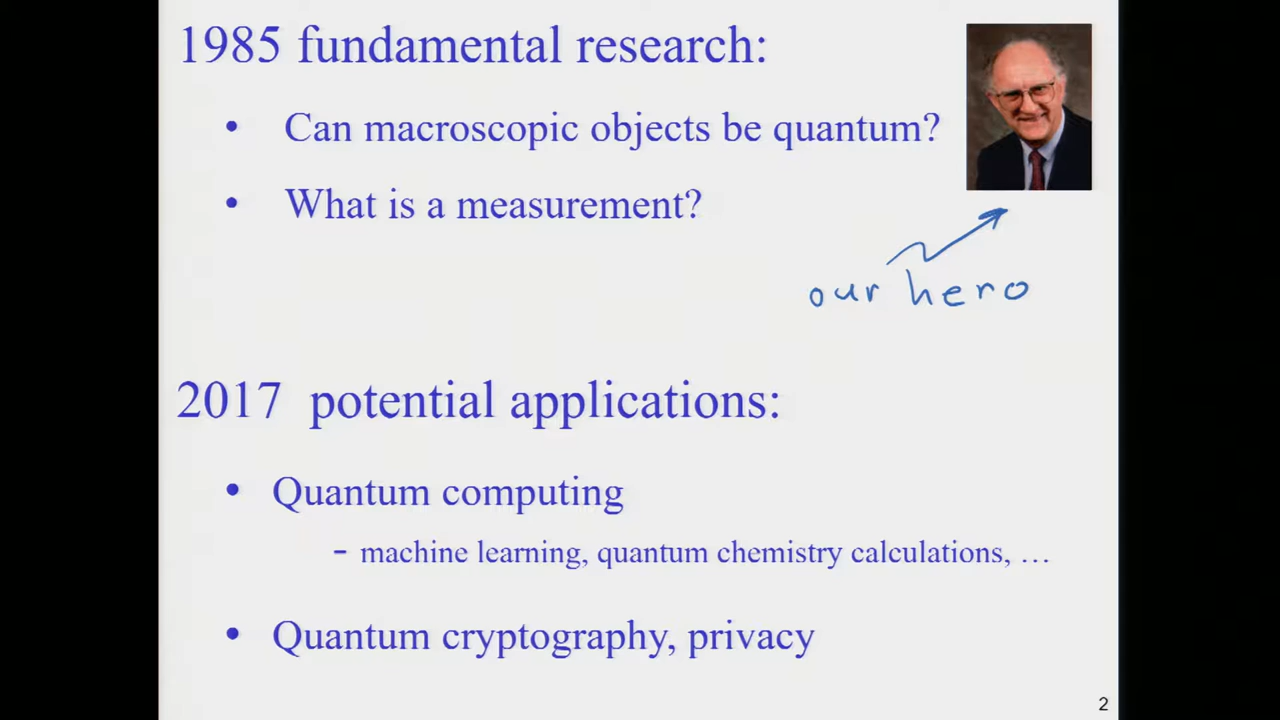 1985 fundamental research:
• Can macroscopic objects be quantum?
• What is a measurement?
our hero
2017 potential applications:
• Quantum computing
– machine learning, quantum chemistry calculations, …
• Quantum cryptography, privacy
2